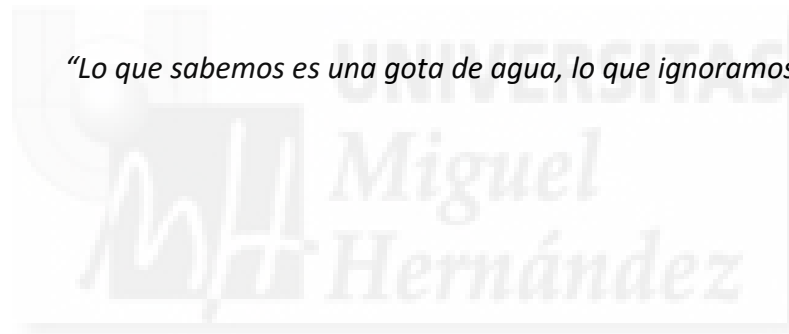 “Lo que sabemos es una gota de agua, lo que ignoramos
UNIVERSITAS
Miguel
Hernández